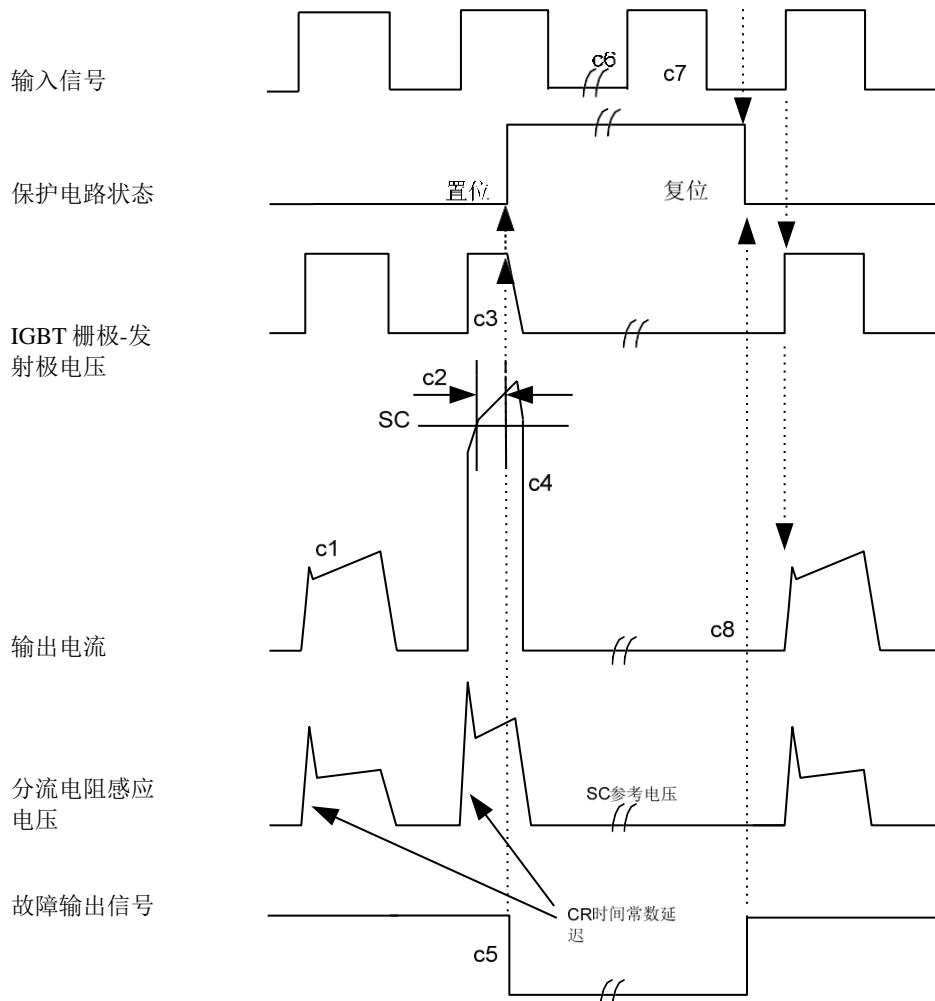 输入信号
c6
c7
保护电路状态
置位
复位
IGBT 栅极-发
射极电压
c3
c2
SC
c4
c1
输出电流
c8
分流电阻感应
电压
SC参考电压
故障输出信号
CR时间常数延
迟
c5